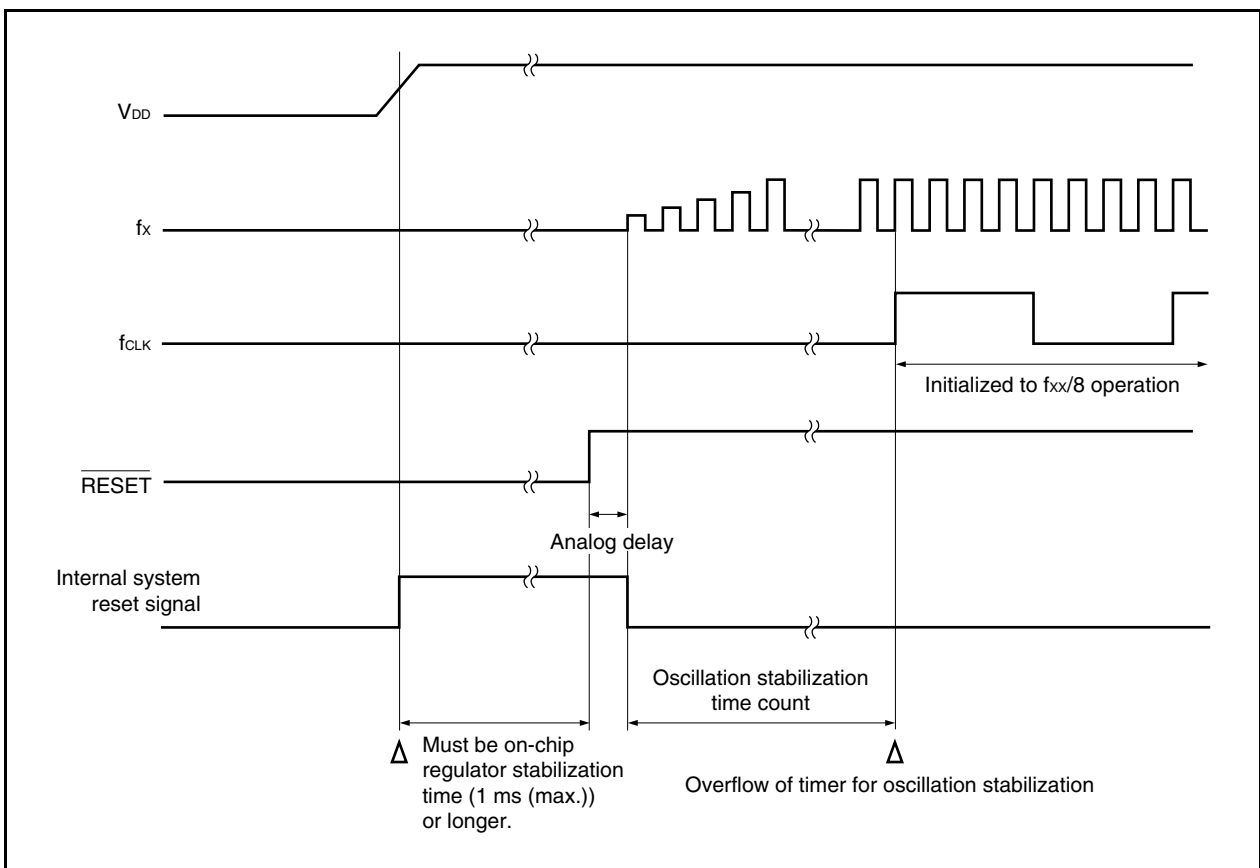 VDD
fX
fCLK
Initialized to fXX/8 operation
RESET
Analog delay
Internal system
reset signal
Oscillation stabilization
time count
Must be on-chip
regulator stabilization
time (1 ms (max.))
or longer.
Overflow of timer for oscillation stabilization